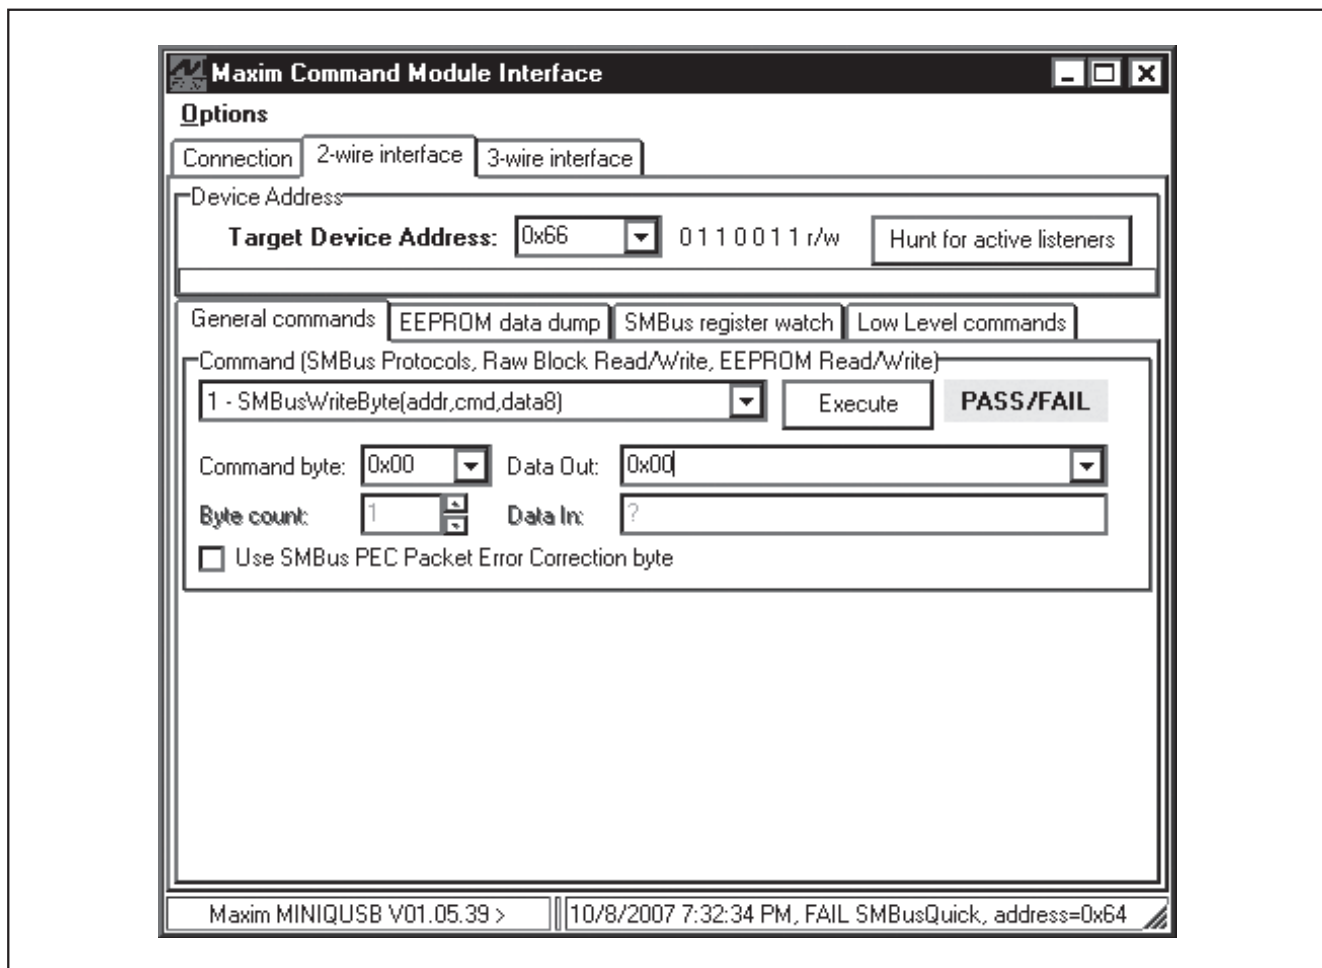 Maxim Command Module Interface
Options
Connection 2-wire interface 3-wire interface
Device Address
Target Device Address: 0x66 0 1 1 0 0 1 1 r/w Hunt for active listeners
General commands EEPROM data dump SMBus register watch Low Level commands
Command (SMBus Protocols, Raw Block Read/Write, EEPROM Read/Write)
1 - SMBusWriteByte(addr,cmd,data8) Execute PASS/FAIL
Command byte: 0x00 Data Out: 0x00
Byte count: 1 Data In: ?
Use SMBus PEC Packet Error Correction byte
Maxim MINIQUSB V01.05.39 > 10/8/2007 7:32:34 PM, FAIL SMBusQuick, address=0x64